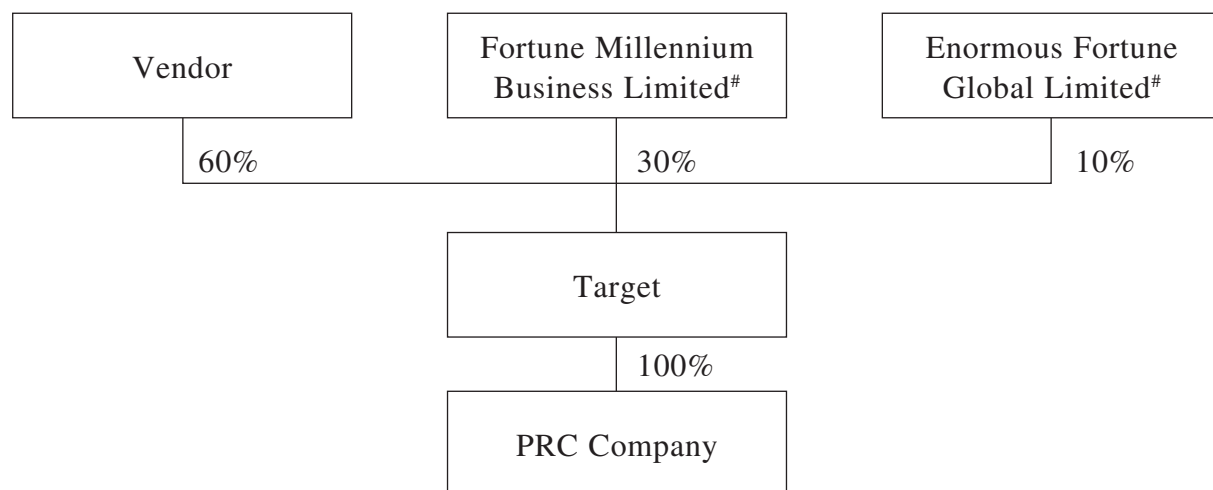 Vendor
Fortune Millennium
Business Limited#
Enormous Fortune
Global Limited#
60%
30%
10%
Target
100%
PRC Company